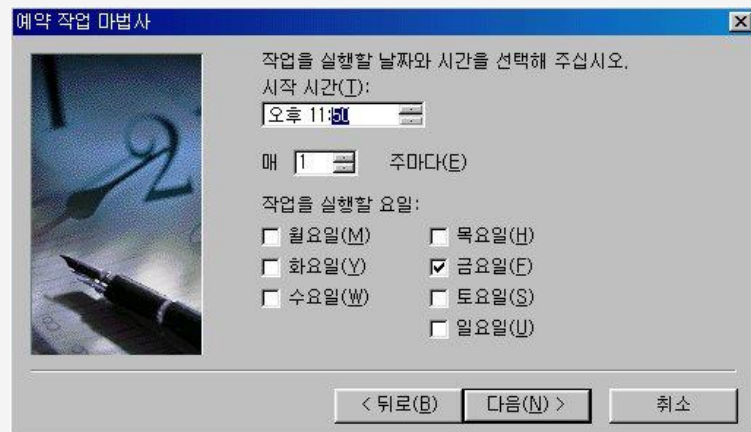 예약 작업 마법사
작업을 실행할 날짜와 시간을 선택해 주십시오.
시작 시간(T):
오후 11:50
매 1 주마다(E)
작업을 실행할 요일:
월요일(M) 목요일(H)
화요일(Y) 금요일(F)
수요일(W) 토요일(S)
일요일(U)
< 뒤로(B) 다음(N) > 취소